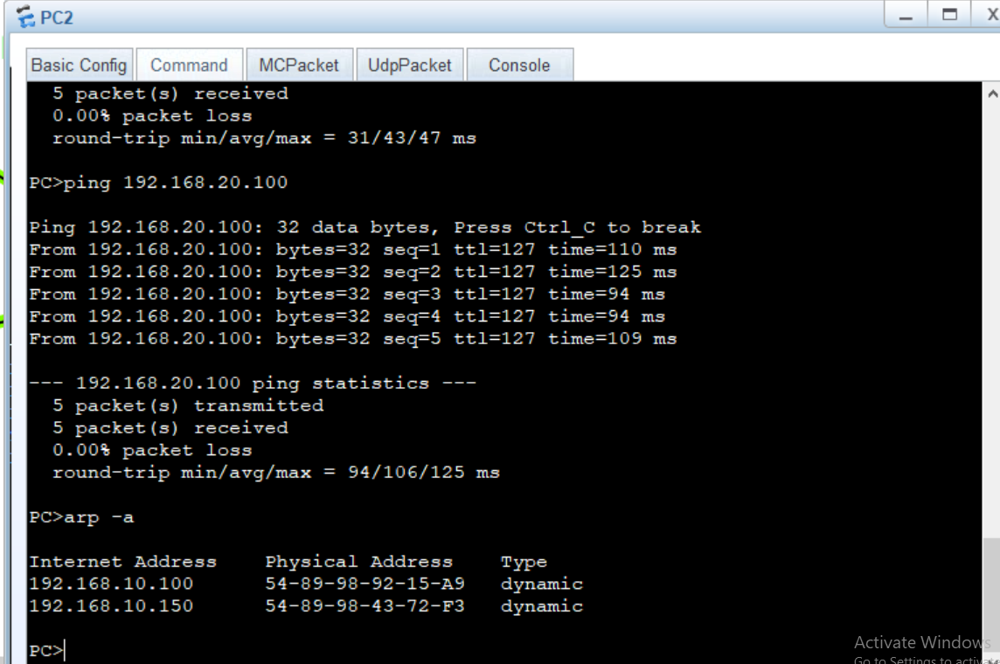 PC2
Basic Config Command MCPacket UdpPacket Console
5 packet(s) received
0.00% packet loss
round-trip min/avg/max = 31/43/47 ms
PC>ping 192.168.20.100
Ping 192.168.20.100: 32 data bytes, Press Ctrl_C to break
From 192.168.20.100: bytes=32 seq=1 ttl=127 time=110 ms
From 192.168.20.100: bytes=32 seq=2 ttl=127 time=125 ms
From 192.168.20.100: bytes=32 seq=3 ttl=127 time=94 ms
From 192.168.20.100: bytes=32 seq=4 ttl=127 time=94 ms
From 192.168.20.100: bytes=32 seq=5 ttl=127 time=109 ms
--- 192.168.20.100 ping statistics ---
5 packet(s) transmitted
5 packet(s) received
0.00% packet loss
round-trip min/avg/max = 94/106/125 ms
PC>arp -a
Internet Address Physical Address Type
192.168.10.100 54-89-98-92-15-A9 dynamic
192.168.10.150 54-89-98-43-72-F3 dynamic
PC>
Activate Windows
Go to Settings to activate